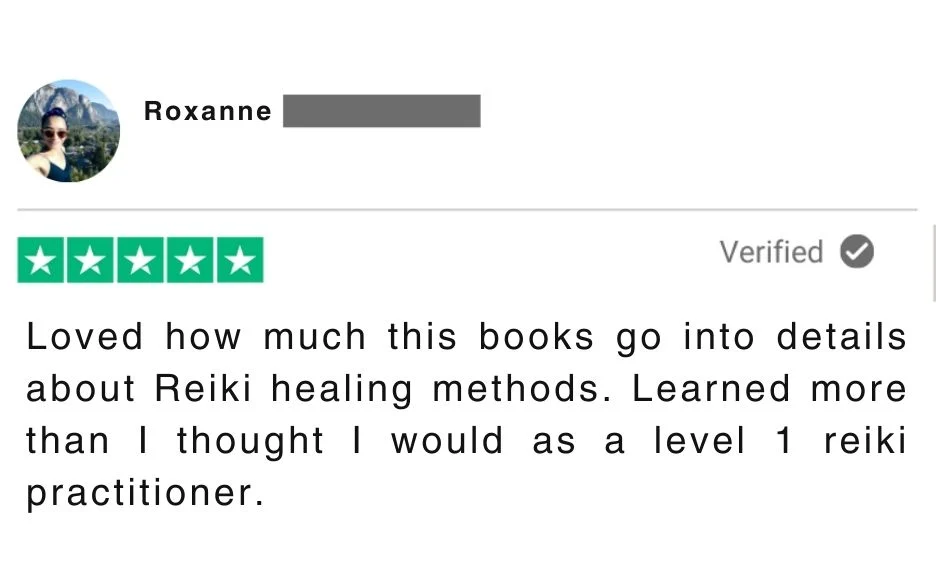 Roxanne
Verified
Loved how much this books go into details
about Reiki healing methods. Learned more
than I thought I would as a level 1 reiki
practitioner.